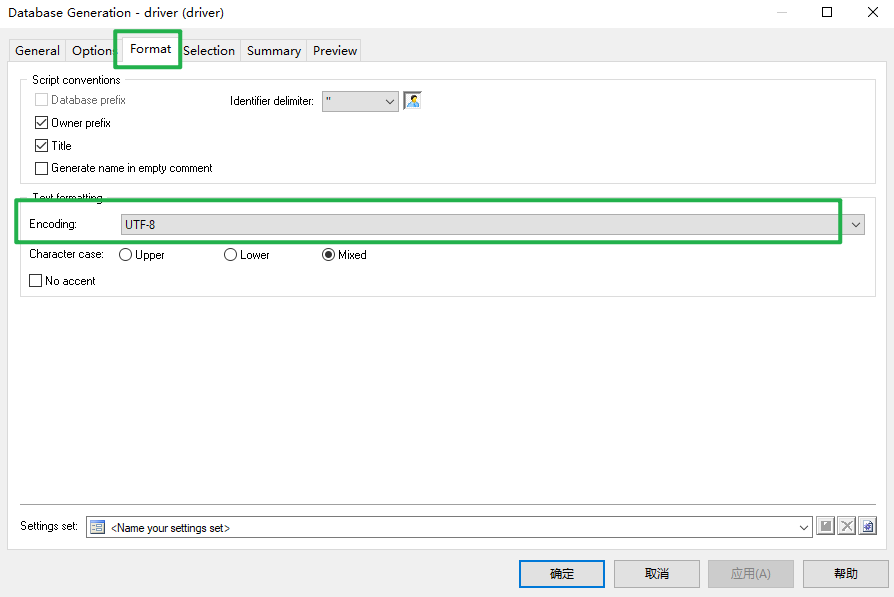 Database Generation - driver (driver)
General Options Format Selection Summary Preview
Script conventions
Database prefix Identifier delimiter: "
Owner prefix
Title
Generate name in empty comment
Text formatting
Encoding: UTF-8
Character case: Upper Lower Mixed
No accent
Settings set: <Name your settings set>
确定 取消 应用(A) 帮助